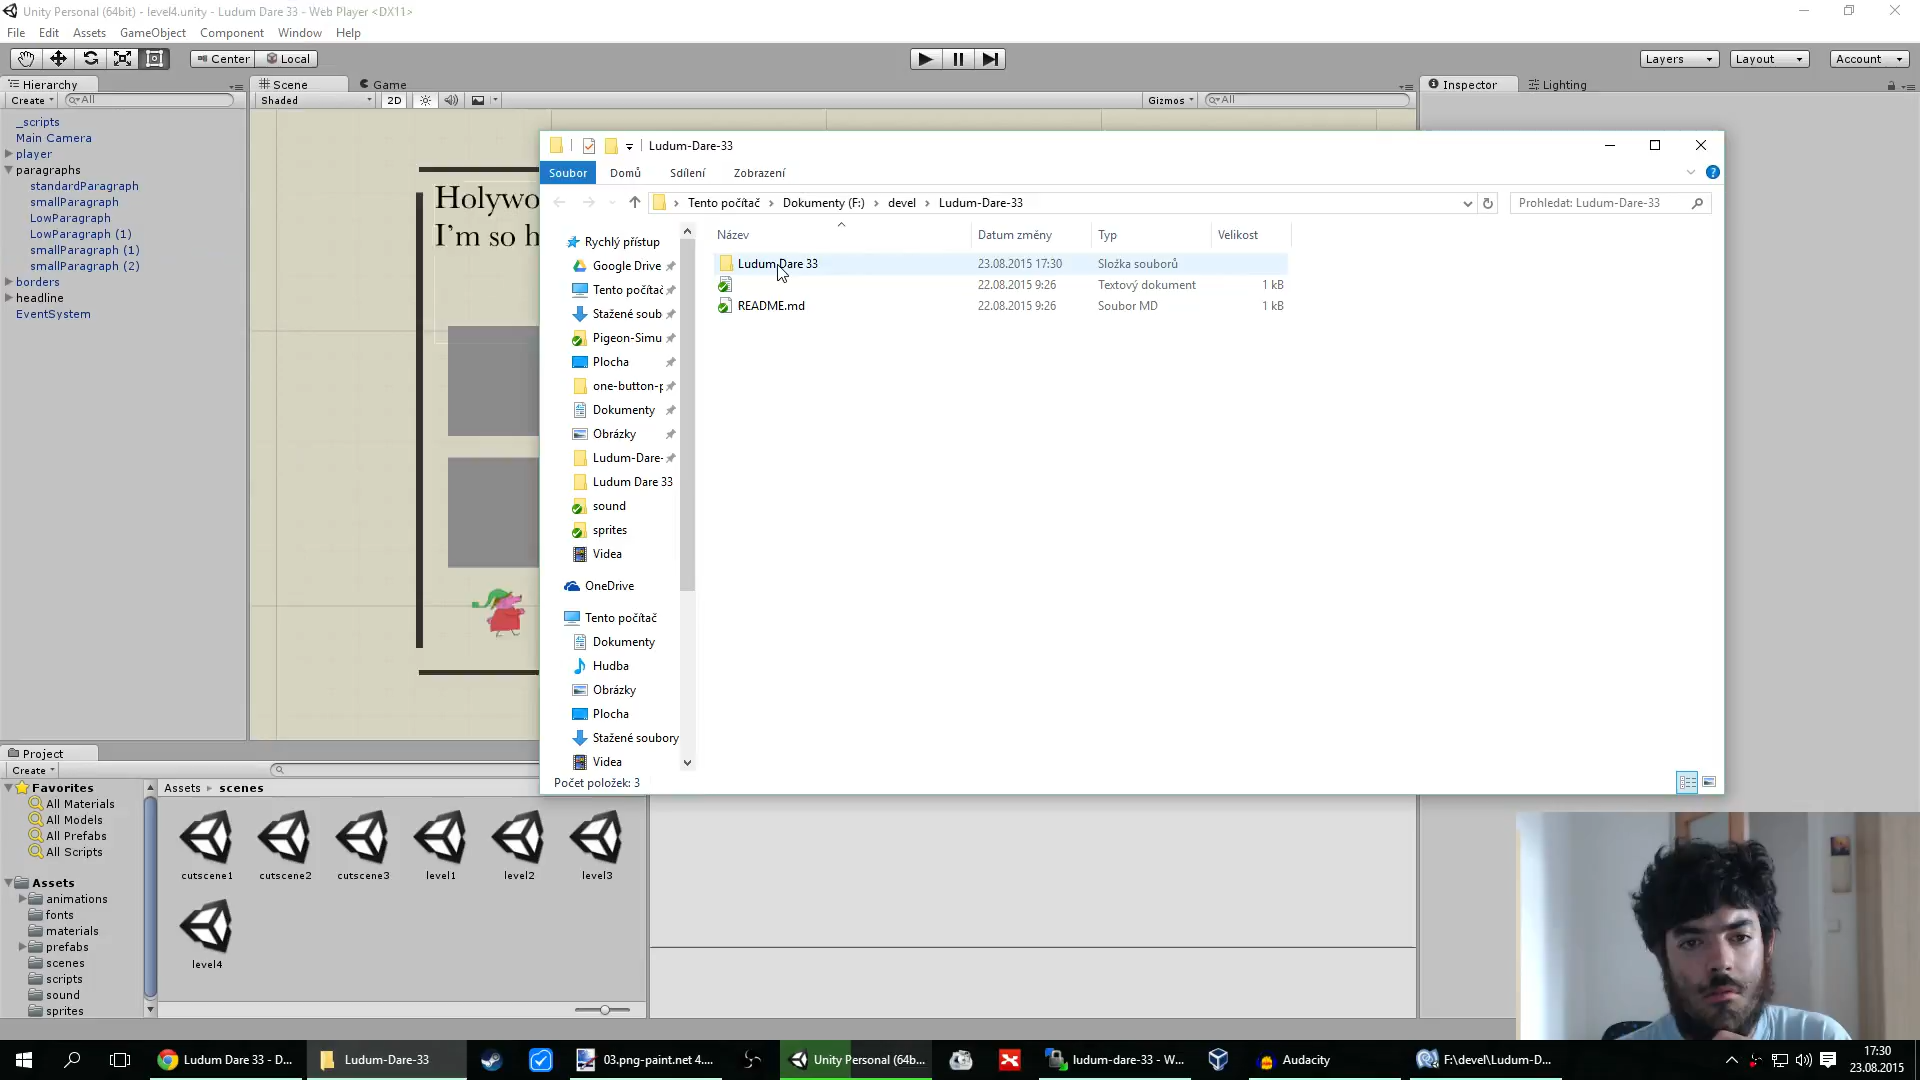 Unity Personal (64bit) - level4.unity - Ludum Dare 33 - Web Player <DX11>
File Edit Assets GameObject Component Window Help
Center Local
Layers Layout Account
Hierarchy
Scene
Game
Inspector
Lighting
Create All
Shaded 2D Gizmos All
_scripts
Main Camera
player
paragraphs
standardParagraph
smallParagraph
LowParagraph
LowParagraph (1)
smallParagraph (1)
smallParagraph (2)
borders
headline
EventSystem
I'm so
Ludum-Dare-33
Soubor Domů Sdílení Zobrazení
Tento počítač Dokumenty (F:) devel Ludum-Dare-33
Prohledat: Ludum-Dare-33
Název Datum změny Typ Velikost
Ludum Dare 33 23.08.2015 17:30 Složka souborů
22.08.2015 9:26 Textový dokument 1 kB
README.md 22.08.2015 9:26 Soubor MD 1 kB
Rychlý přístup
Google Drive
Tento počítač
Stažené soub
Pigeon-Simu
Plocha
one-button-p
Dokumenty
Obrázky
Ludum-Dare-
Ludum Dare 33
sound
sprites
Videa
OneDrive
Tento počítač
Dokumenty
Hudba
Obrázky
Plocha
Stažené soubory
Videa
Počet položek: 3
Project
Create
Favorites
All Materials
All Models
All Prefabs
All Scripts
Assets
animations
fonts
materials
prefabs
scenes
scripts
sound
sprites
Assets scenes
cutscene1 cutscene2 cutscene3 level1 level2 level3
level4
Ludum Dare 33 - D...
Ludum-Dare-33
03.png-paint.net 4....
Unity Personal (64b...
ludum-dare-33 - W...
Audacity
F:\devel\Ludum-D...
17:30
23.08.2015